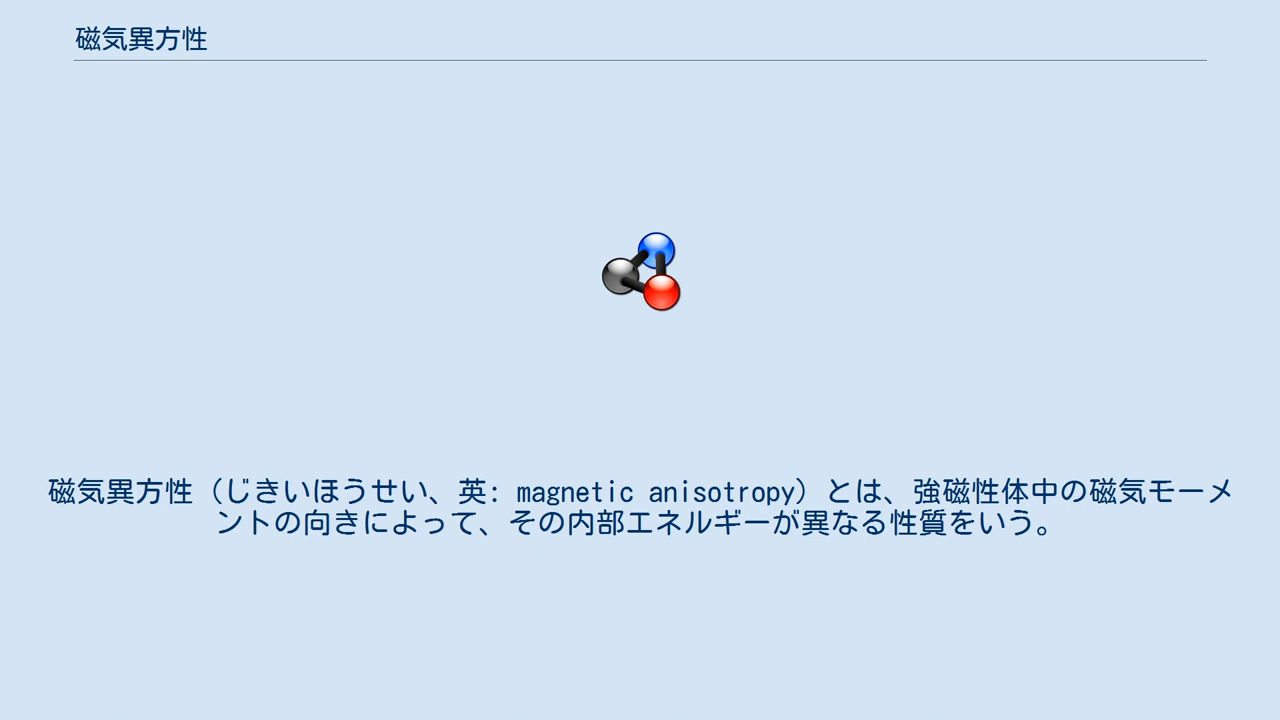 磁気異方性
磁気異方性（じきいほうせい、英: magnetic anisotropy）とは、強磁性体中の磁気モーメ
ントの向きによって、その内部エネルギーが異なる性質をいう。